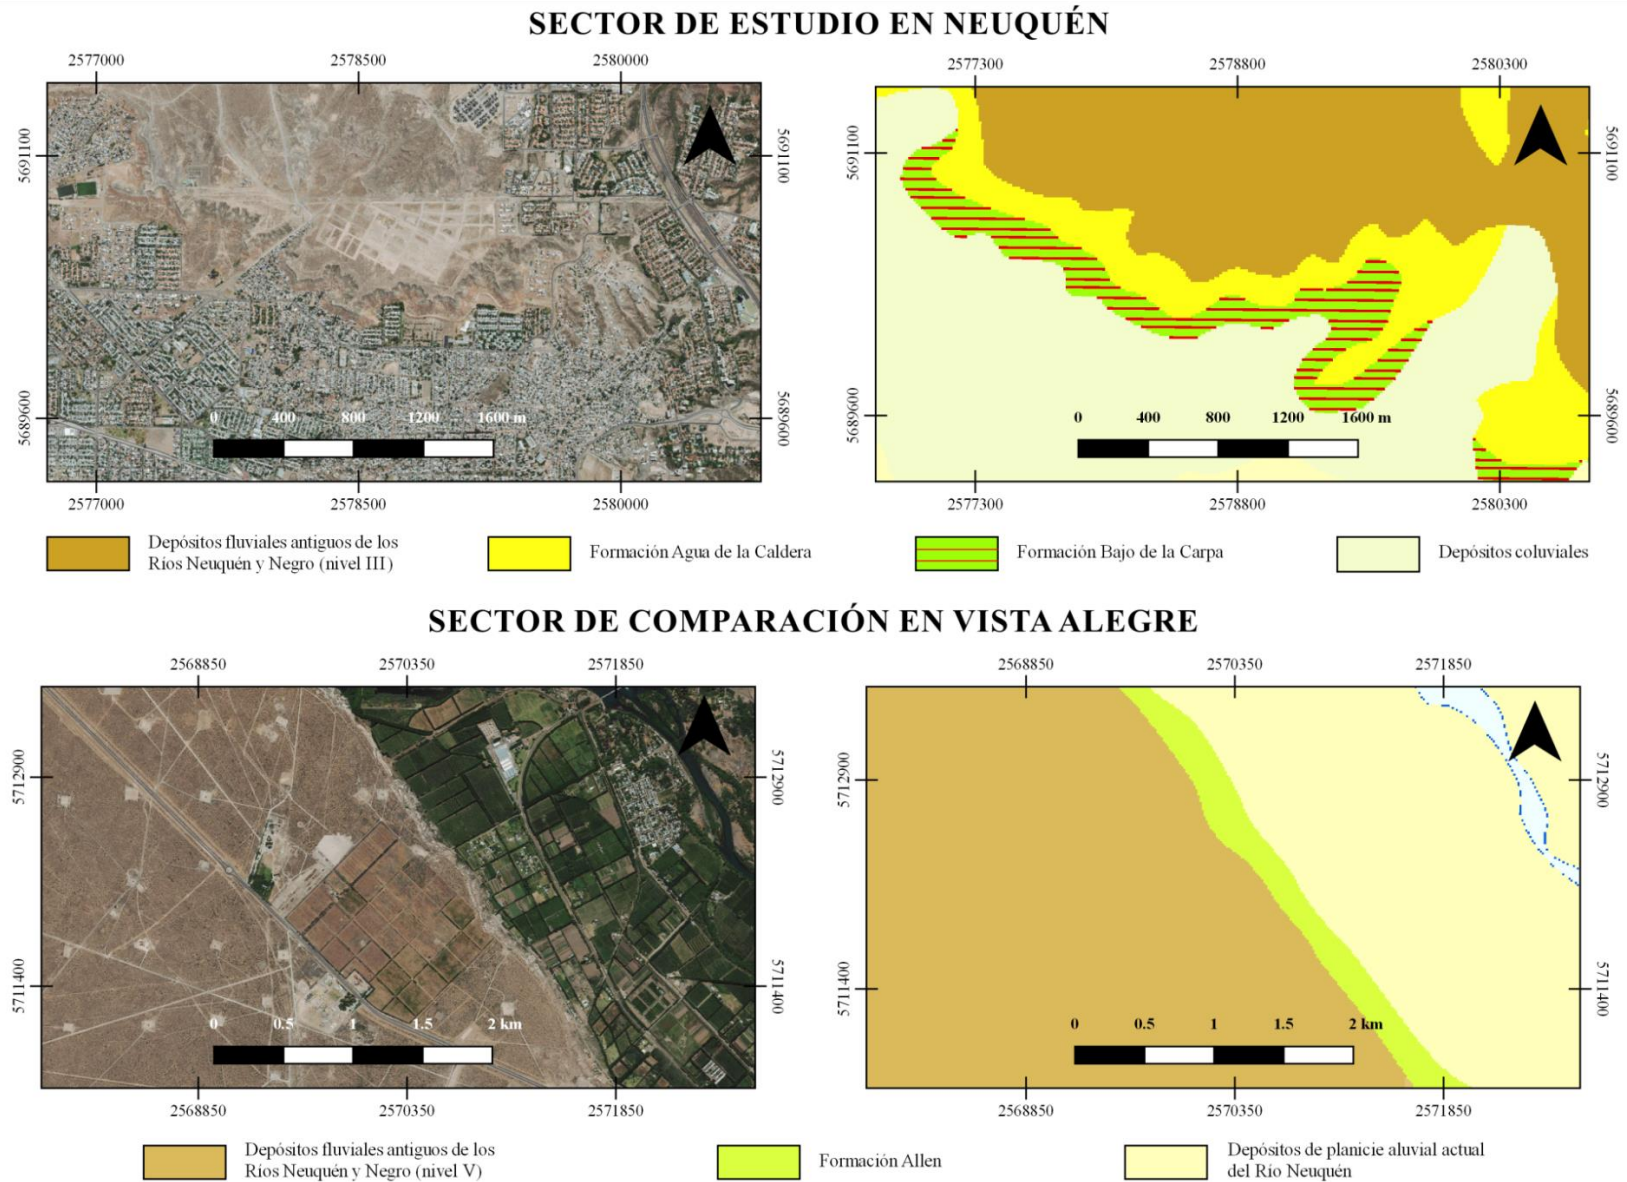 SECTOR DE ESTUDIO EN NEUQUÉN
2577000 2578500 2580000
2577300 2578800 2580300
5691100 5691100
5691100 5691100
5689600 5689600
5689600 5689600
0 400 800 1200 1600 m
0 400 800 1200 1600 m
2577000 2578500 2580000
2577300 2578800 2580300
Depósitos fluviales antiguos de los
Ríos Neuquén y Negro (nivel III)
Formación Agua de la Caldera
Formación Bajo de la Carpa
Depósitos coluviales
SECTOR DE COMPARACIÓN EN VISTA ALEGRE
2568850 2570350 2571850
2568850 2570350 2571850
5712900 5712900
5712900 5712900
5711400 5711400
5711400 5711400
0 0.5 1 1.5 2 km
0 0.5 1 1.5 2 km
2568850 2570350 2571850
2568850 2570350 2571850
Depósitos fluviales antiguos de los
Ríos Neuquén y Negro (nivel V)
Formación Allen
Depósitos de planicie aluvial actual
del Río Neuquén